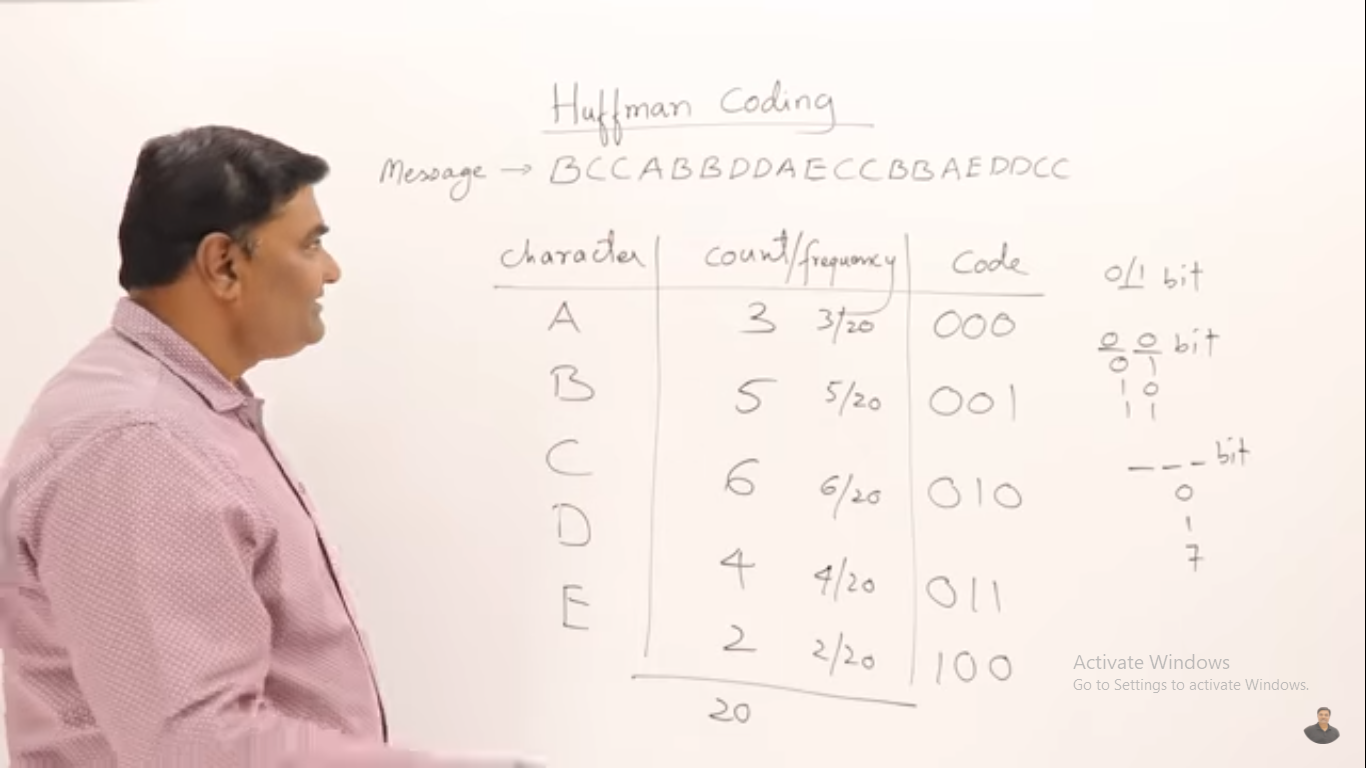 Huffman Coding
Message → BCCABBDDAECCBBAEDDCC
Character count/frequency Code
A 3 3/20 000
B 5 5/20 001
C 6 6/20 010
D 4 4/20 011
E 2 2/20 100
20
0/1 bit
0 0 bit
0 1
1 0
1 1
_ _ _ bit
0
1
7
Activate Windows
Go to Settings to activate Windows.